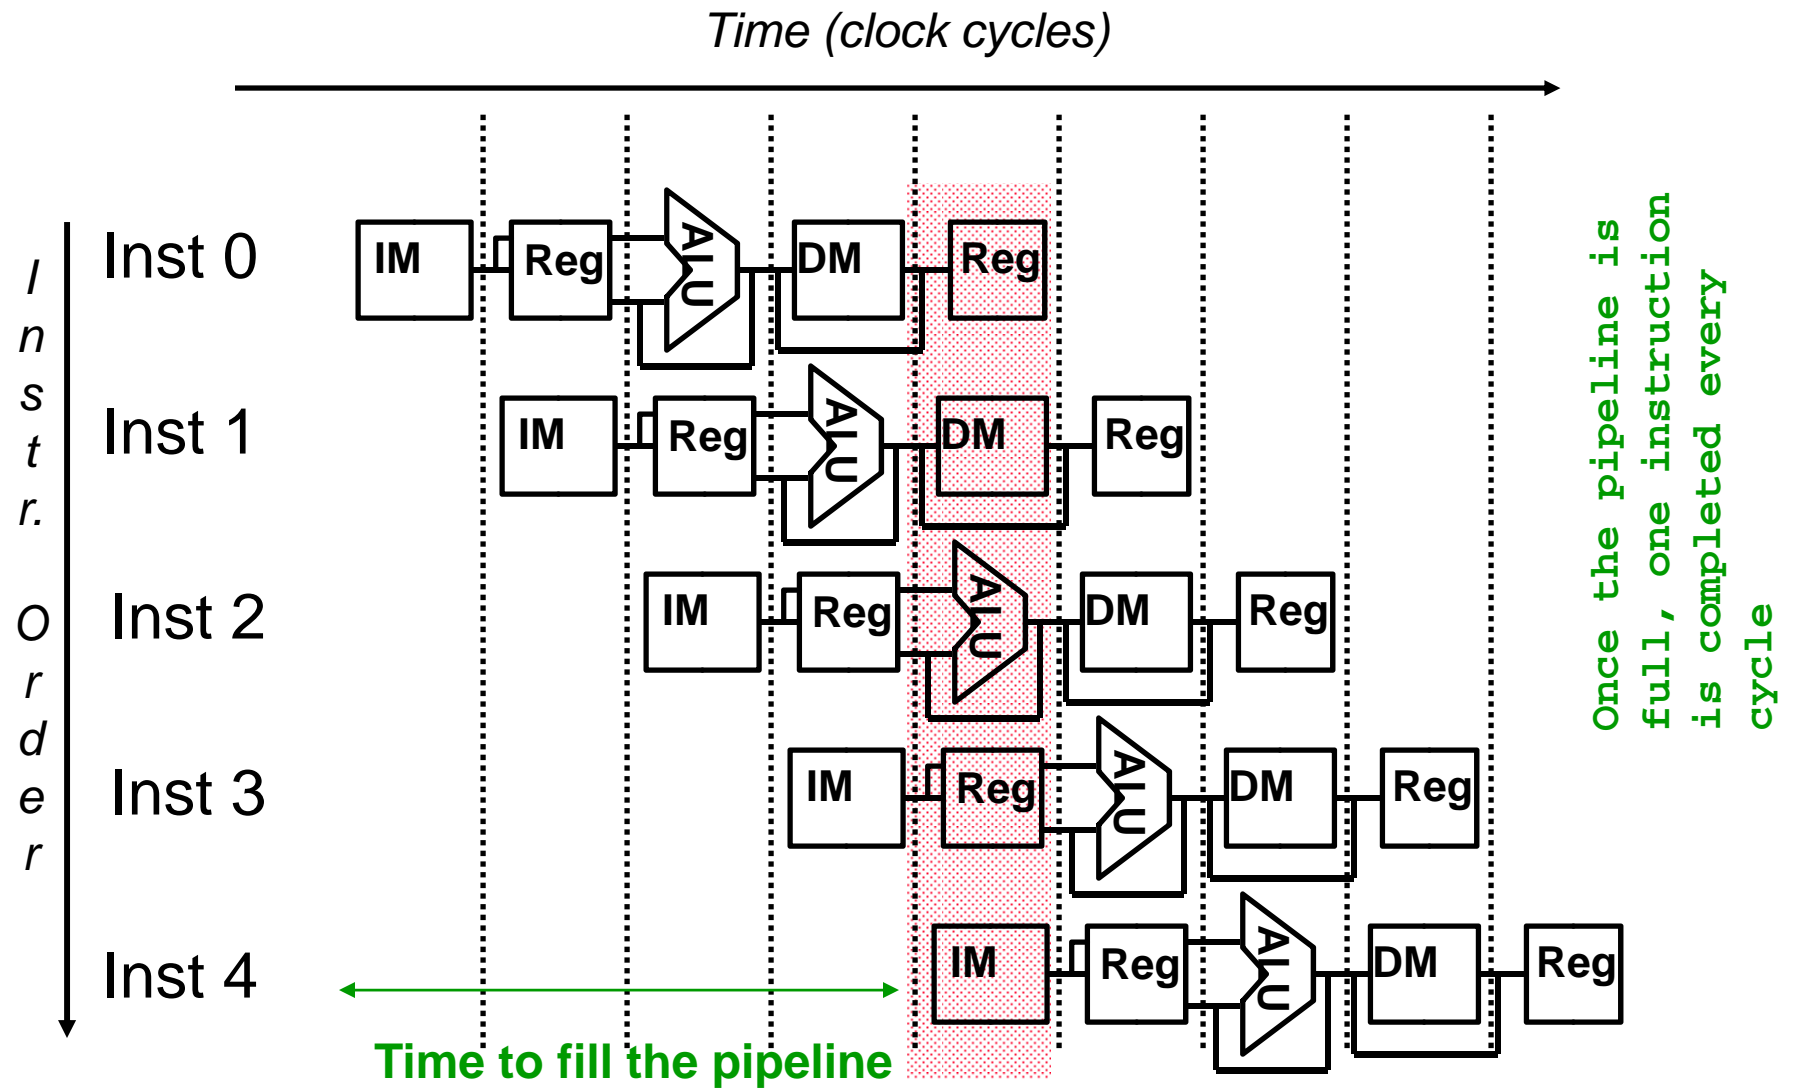 Time (clock cycles)
Instr. Order
Inst 0
IM
Reg
ALU
DM
Reg
Inst 1
IM
Reg
ALU
DM
Reg
Inst 2
IM
Reg
ALU
DM
Reg
Inst 3
IM
Reg
ALU
DM
Reg
Inst 4
IM
Reg
ALU
DM
Reg
Time to fill the pipeline
Once the pipeline is
full, one instruction
is completed every
cycle